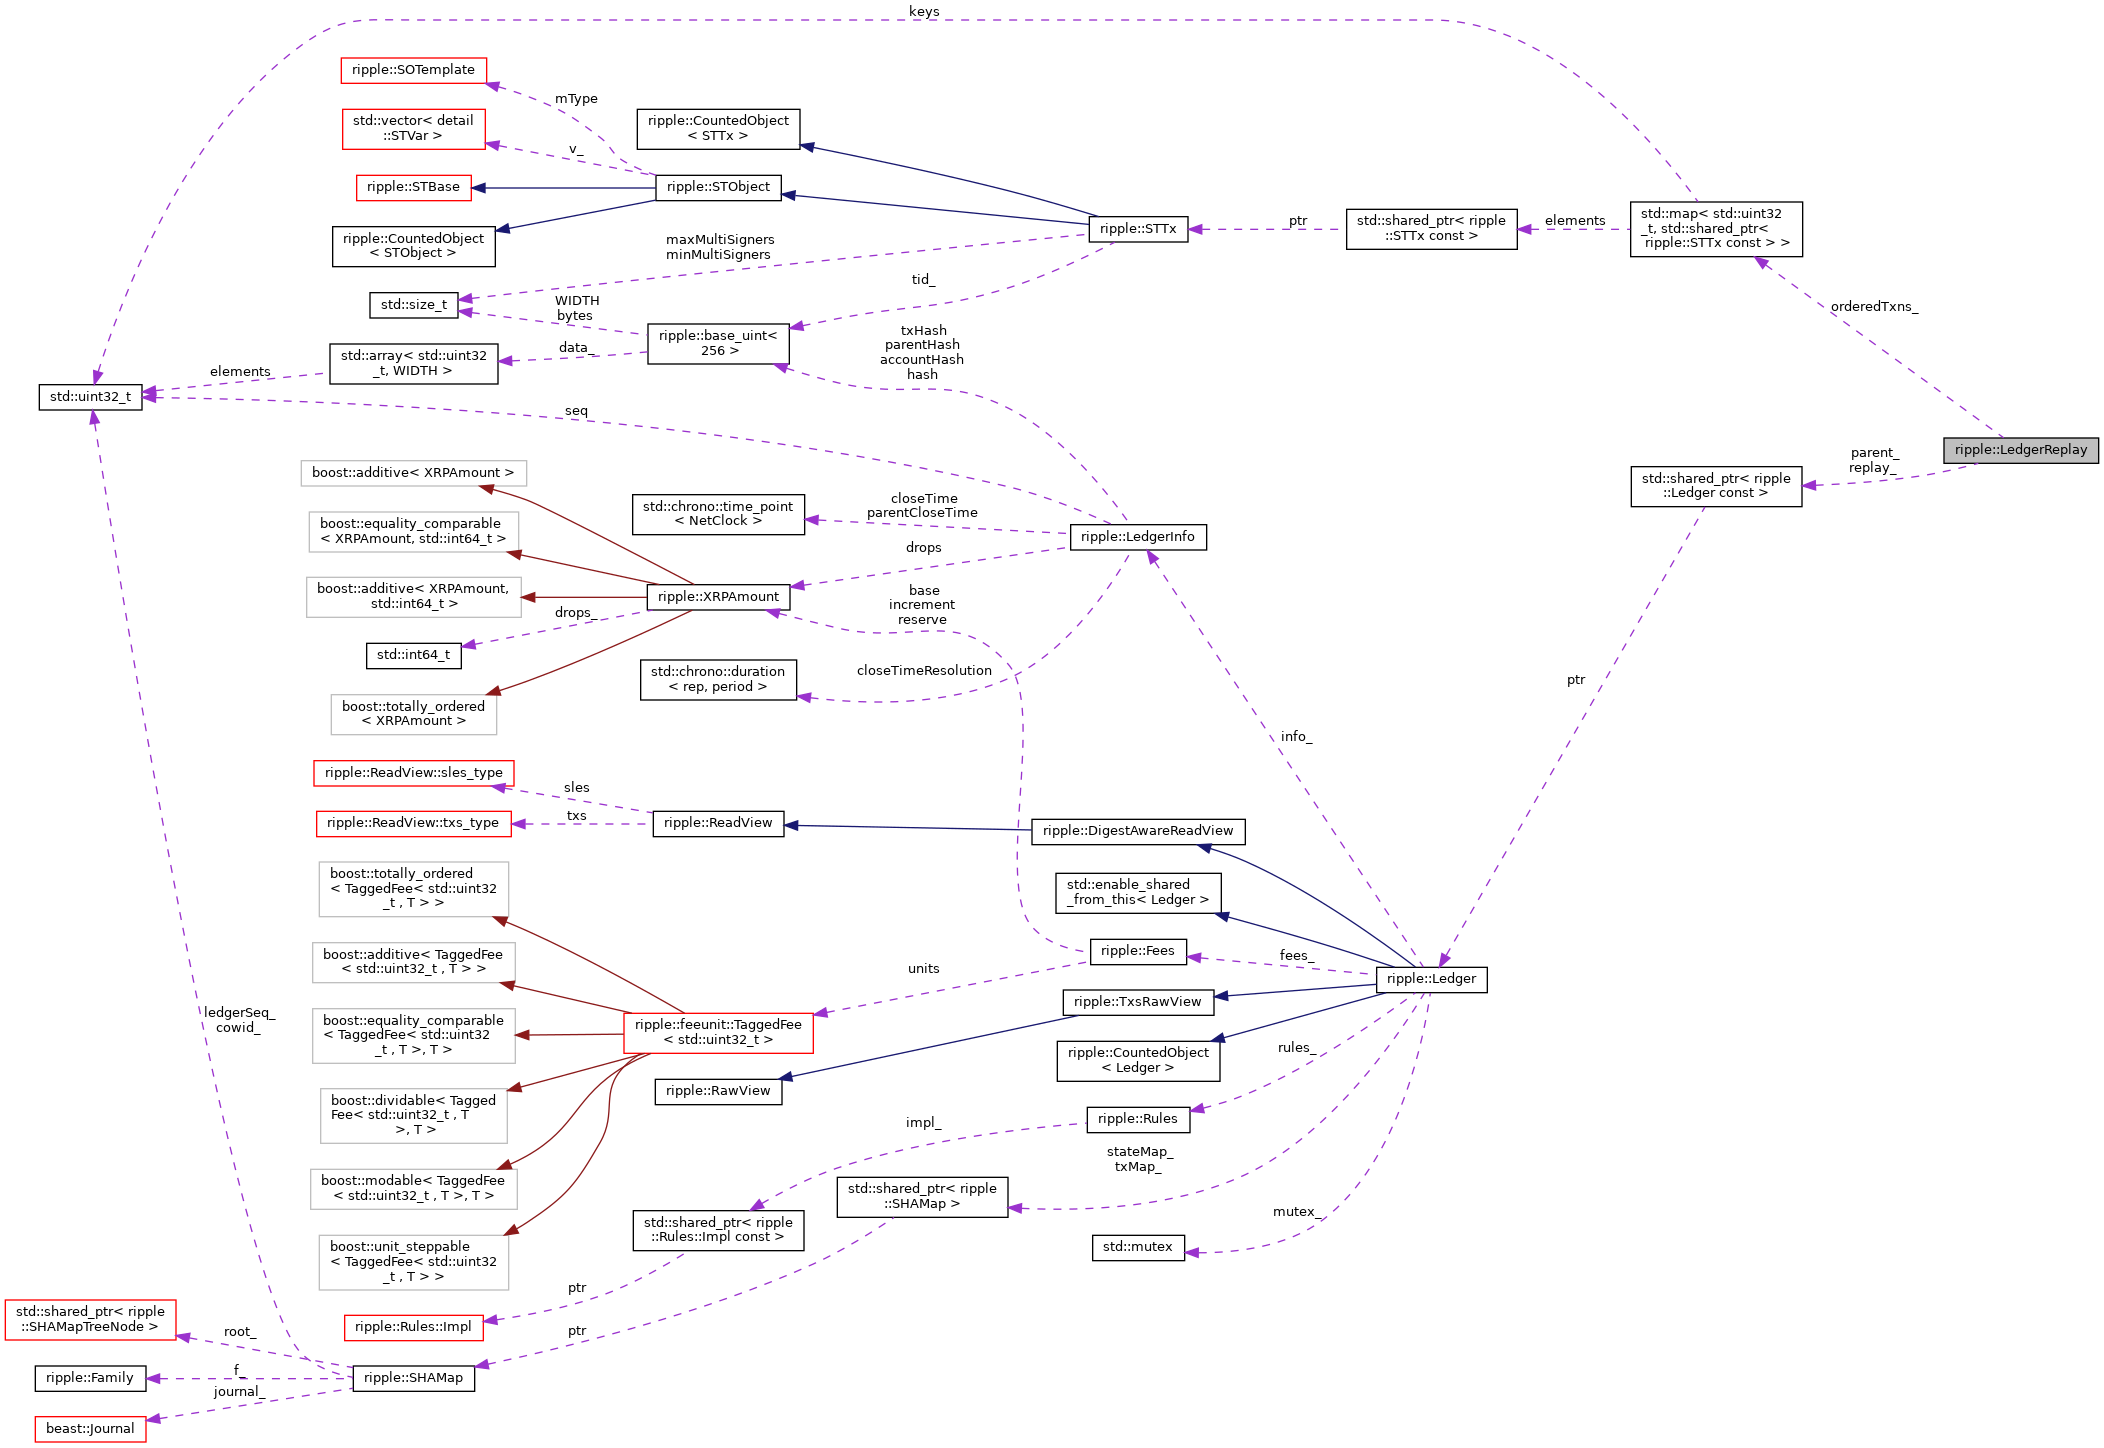 keys
ripple::SOTemplate
mType
std::vector< detail
::STVar >
v_
ripple::CountedObject
< STTx >
ripple::STBase
ripple::STObject
ripple::CountedObject
< STObject >
ripple::STTx
ptr
std::shared_ptr< ripple
::STTx const >
elements
std::map< std::uint32
_t, std::shared_ptr<
ripple::STTx const > >
maxMultiSigners
minMultiSigners
tid_
std::size_t
WIDTH
bytes
orderedTxns_
ripple::base_uint<
256 >
txHash
parentHash
accountHash
hash
std::array< std::uint32
_t, WIDTH >
data_
elements
std::uint32_t
seq
ripple::LedgerReplay
parent_
replay_
std::shared_ptr< ripple
::Ledger const >
boost::additive< XRPAmount >
std::chrono::time_point
< NetClock >
closeTime
parentCloseTime
boost::equality_comparable
< XRPAmount, std::int64_t >
ripple::LedgerInfo
drops
boost::additive< XRPAmount,
std::int64_t >
ripple::XRPAmount
base
increment
reserve
drops_
std::int64_t
std::chrono::duration
< rep, period >
closeTimeResolution
ptr
boost::totally_ordered
< XRPAmount >
info_
ripple::ReadView::sles_type
sles
ripple::ReadView::txs_type
txs
ripple::ReadView
ripple::DigestAwareReadView
boost::totally_ordered
< TaggedFee< std::uint32
_t , T > >
std::enable_shared
_from_this< Ledger >
boost::additive< TaggedFee
< std::uint32_t , T > >
ripple::Fees
fees_
units
ripple::Ledger
ripple::TxsRawView
ledgerSeq_
cowid_
boost::equality_comparable
< TaggedFee< std::uint32
_t , T >, T >
ripple::feeunit::TaggedFee
< std::uint32_t >
ripple::CountedObject
< Ledger >
rules_
ripple::RawView
boost::dividable< Tagged
Fee< std::uint32_t , T
>, T >
ripple::Rules
impl_
stateMap_
txMap_
boost::modable< TaggedFee
< std::uint32_t , T >, T >
std::shared_ptr< ripple
::SHAMap >
mutex_
std::shared_ptr< ripple
::Rules::Impl const >
std::mutex
boost::unit_steppable
< TaggedFee< std::uint32
_t , T > >
ptr
std::shared_ptr< ripple
::SHAMapTreeNode >
ripple::Rules::Impl
ptr
root_
ripple::Family
f_
ripple::SHAMap
journal_
beast::Journal